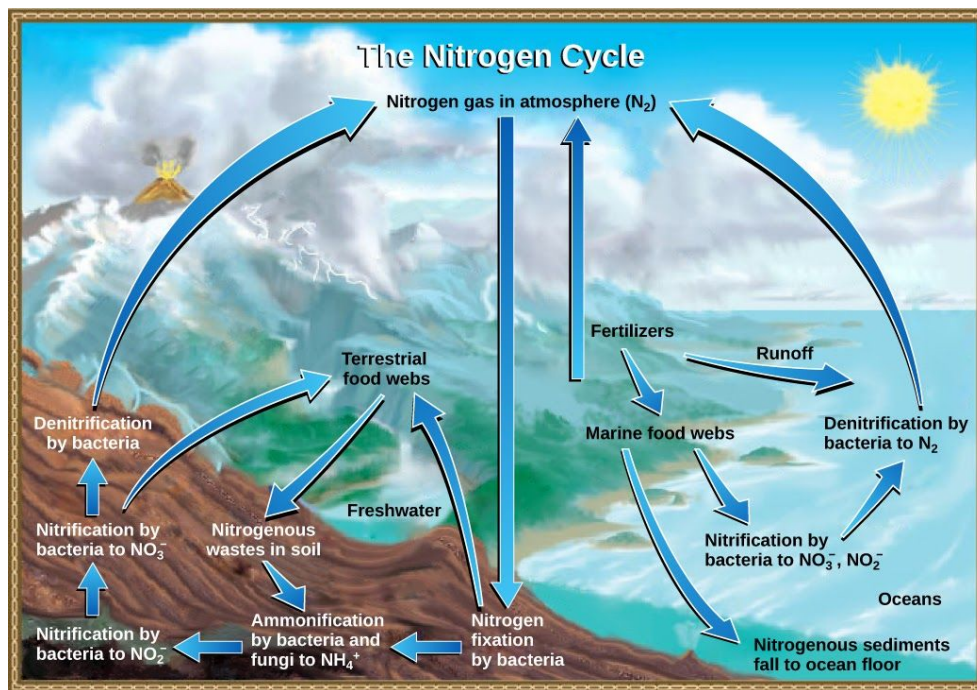 The Nitrogen Cycle
Nitrogen gas in atmosphere (N₂)
Fertilizers
Runoff
Terrestrial
food webs
Denitrification
by bacteria
Marine food webs
Denitrification by
bacteria to N₂
Freshwater
Nitrification by
bacteria to NO₃⁻
Nitrogenous
wastes in soil
Nitrification by
bacteria to NO₃⁻, NO₂⁻
Oceans
Nitrification by
bacteria to NO₂⁻
Ammonification
by bacteria and
fungi to NH₄⁺
Nitrogen
fixation
by bacteria
Nitrogenous sediments
fall to ocean floor